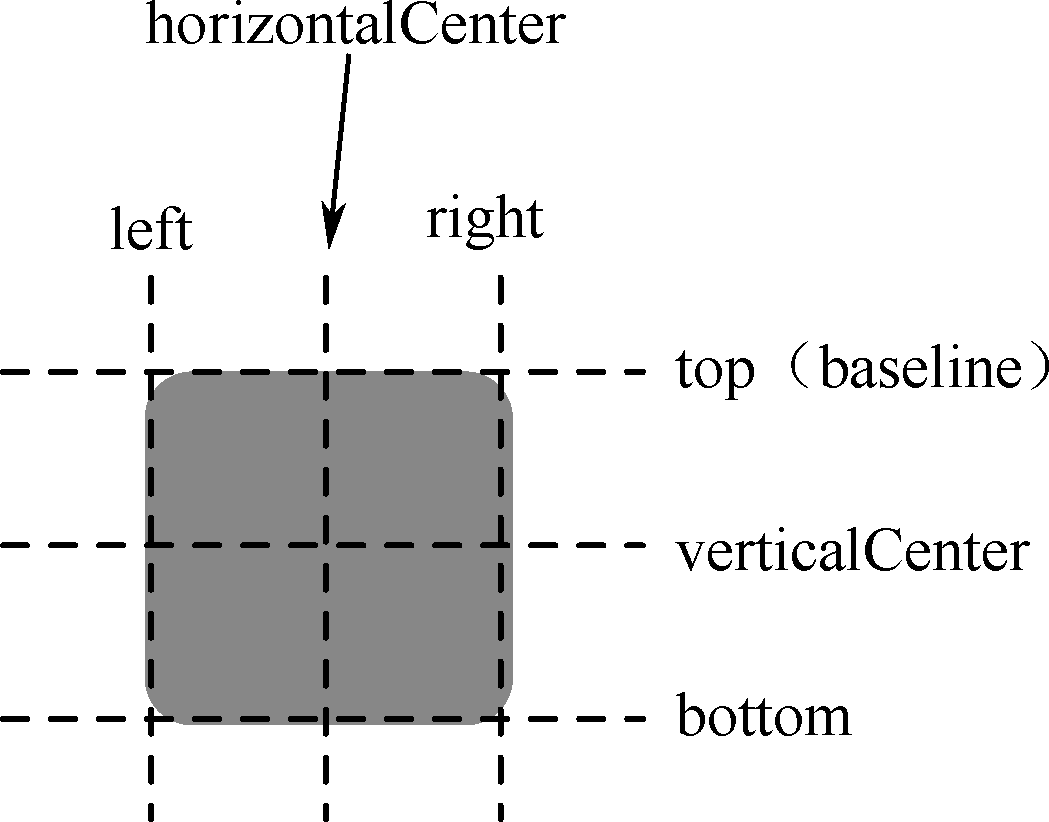 horizontalCenter
left
right
top（baseline）
verticalCenter
bottom